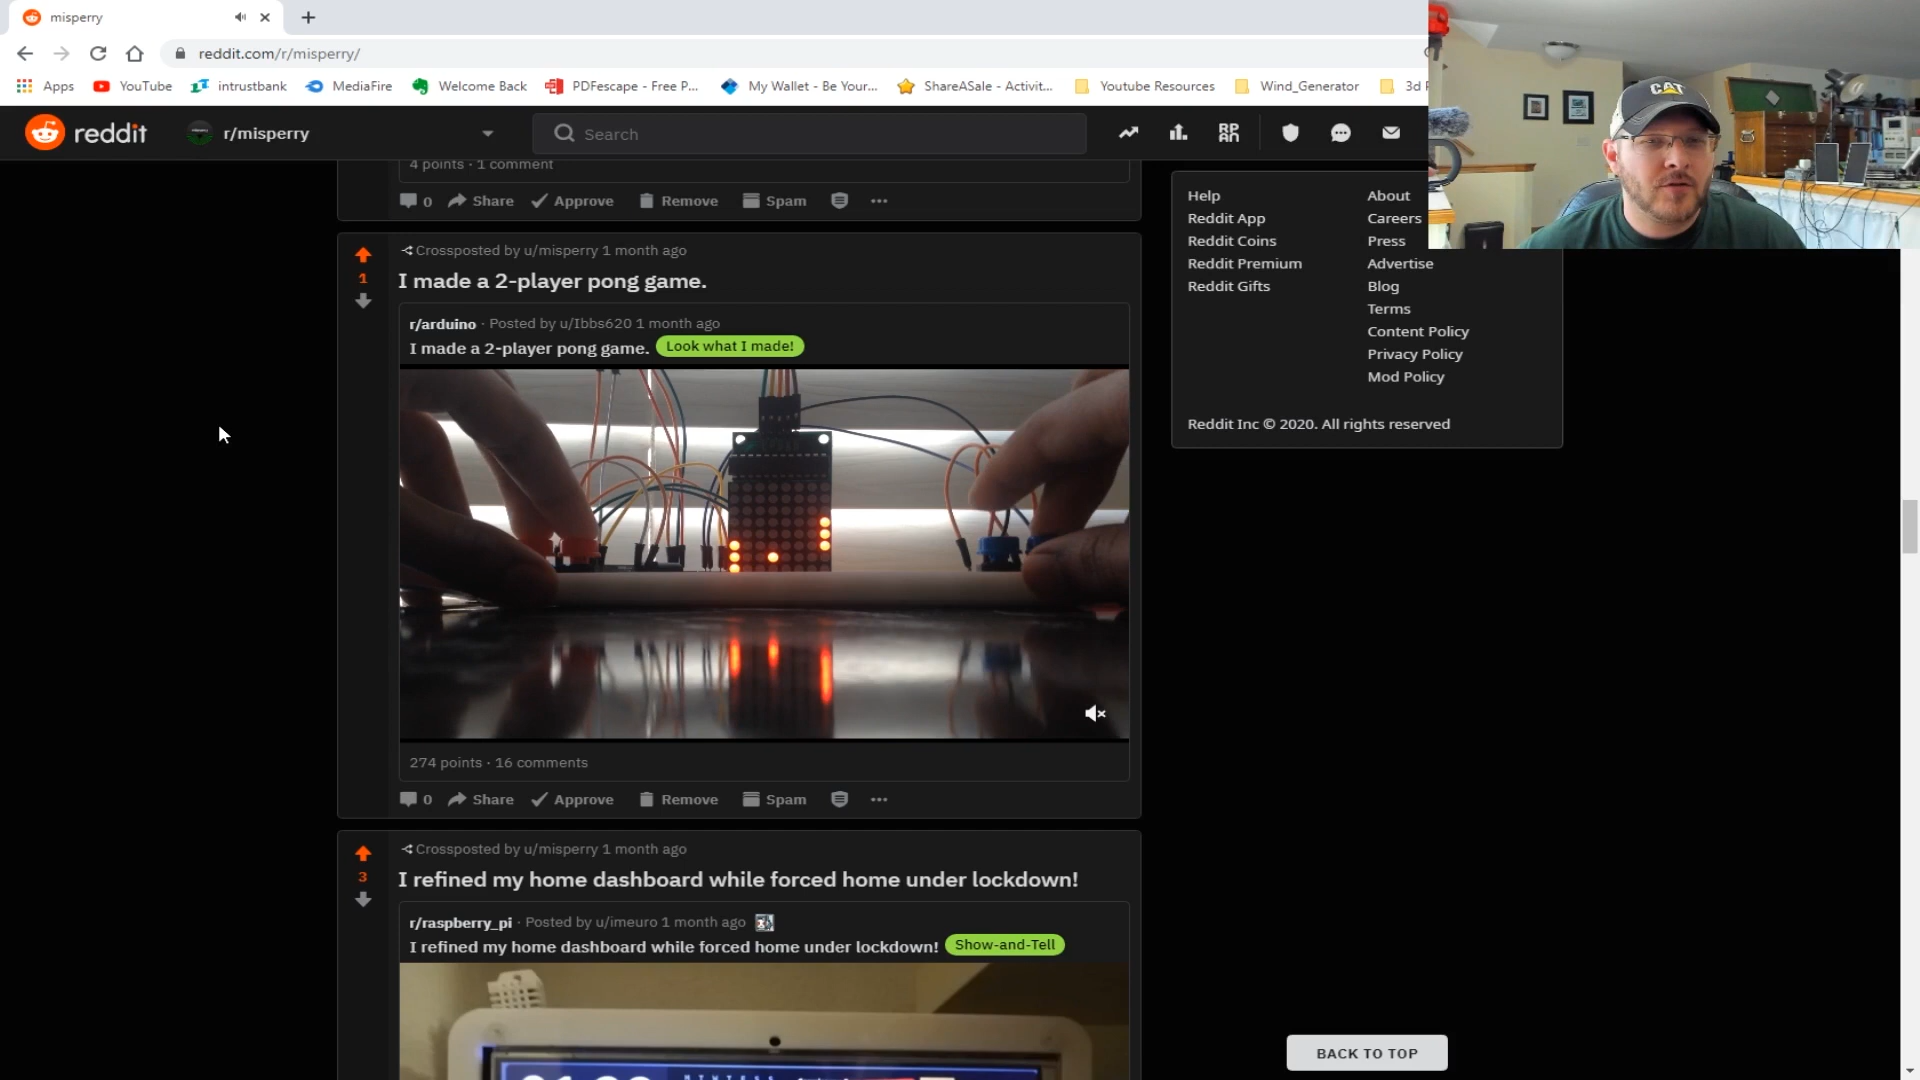 misperry
reddit.com/r/misperry/
Apps
YouTube
intrustbank
MediaFire
Welcome Back
PDFescape - Free P...
My Wallet - Be Your...
ShareASale - Activit...
Youtube Resources
Wind_Generator
3d
reddit
r/misperry
Search
CAT
4 points · 1 comment
0 Share Approve Remove Spam
1
Crossposted by u/misperry 1 month ago
I made a 2-player pong game.
r/arduino · Posted by u/Ibbs620 1 month ago
I made a 2-player pong game. Look what I made!
274 points · 16 comments
0 Share Approve Remove Spam
3
Crossposted by u/misperry 1 month ago
I refined my home dashboard while forced home under lockdown!
r/raspberry_pi · Posted by u/imeuro 1 month ago
I refined my home dashboard while forced home under lockdown! Show-and-Tell
Help
Reddit App
Reddit Coins
Reddit Premium
Reddit Gifts
About
Careers
Press
Advertise
Blog
Terms
Content Policy
Privacy Policy
Mod Policy
Reddit Inc © 2020. All rights reserved
BACK TO TOP